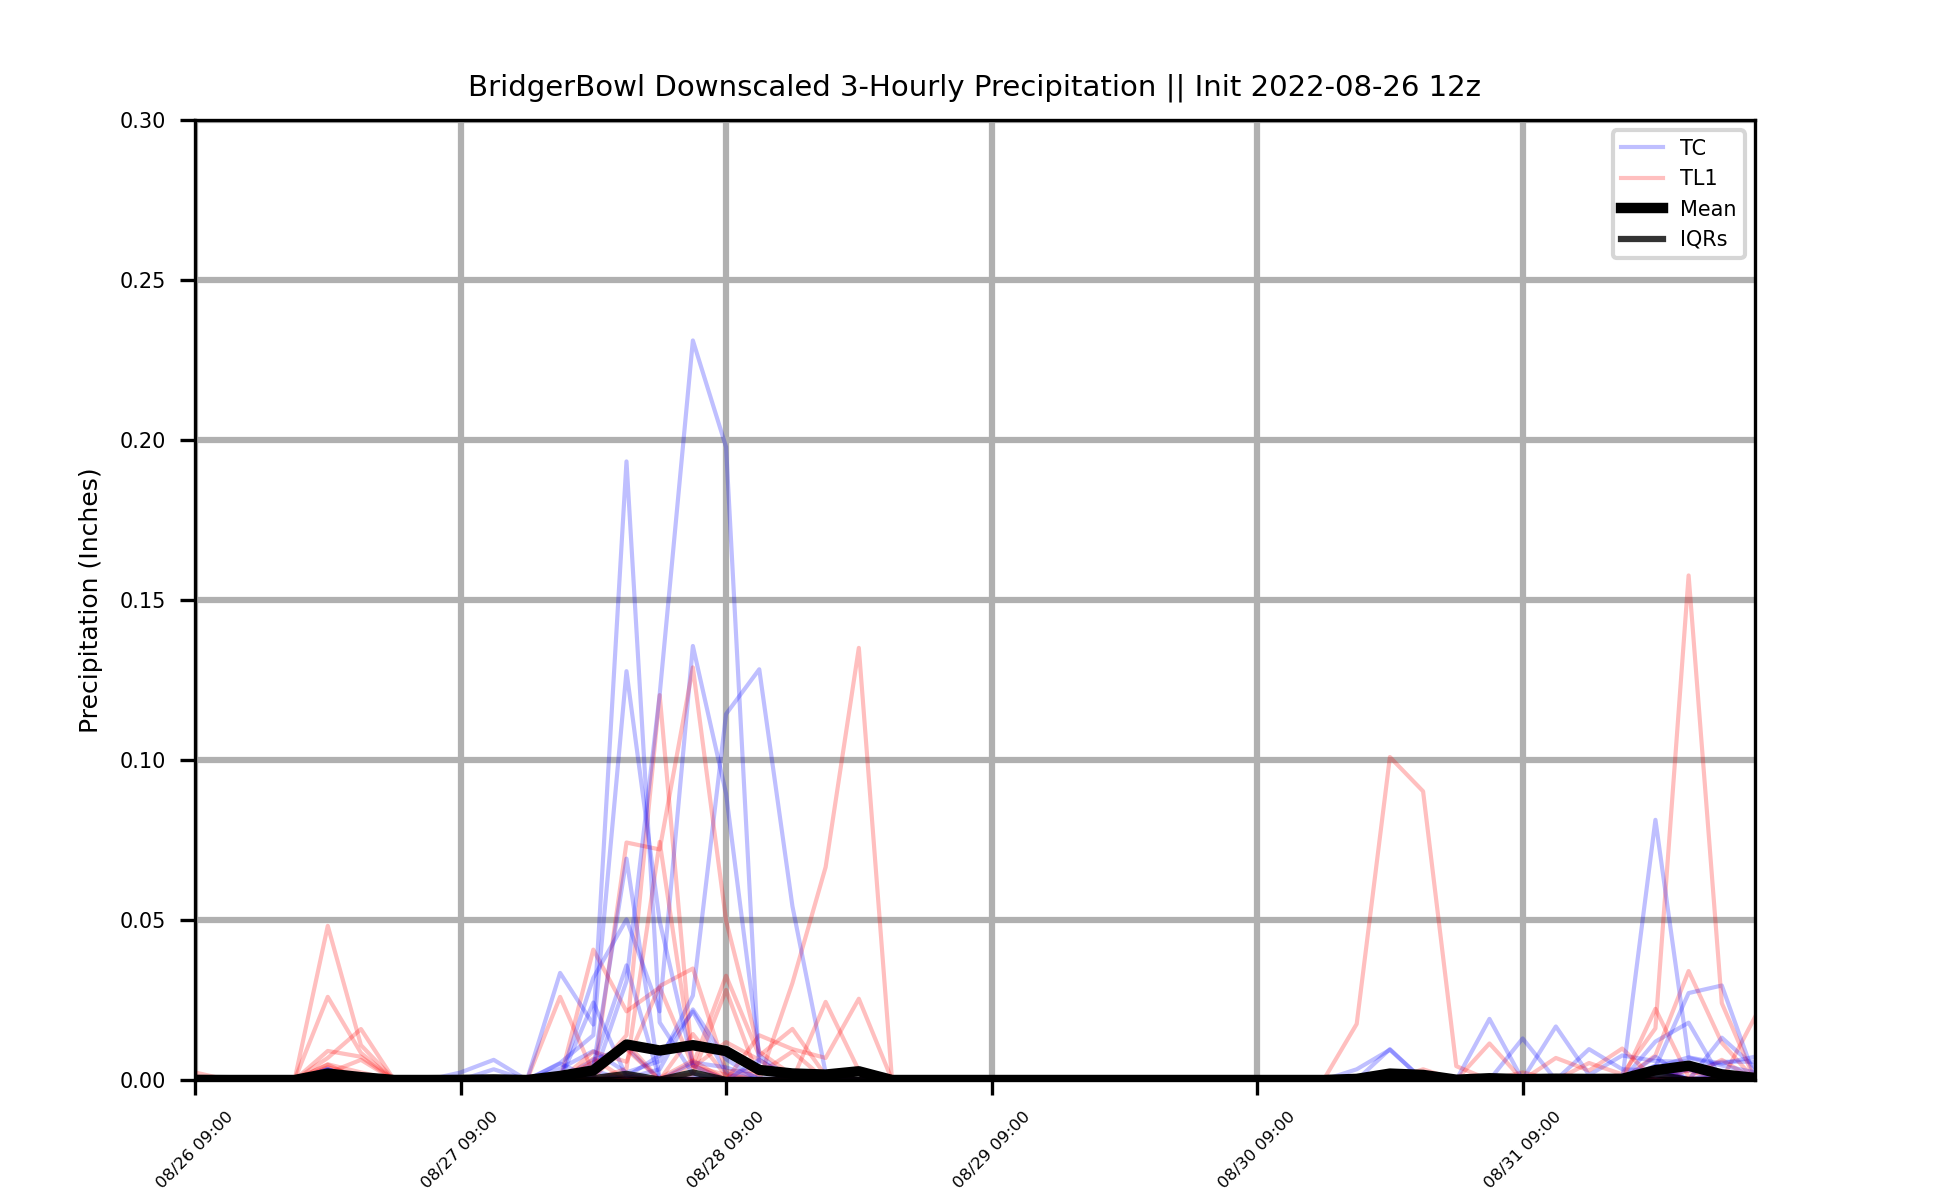 BridgerBowl Downscaled 3-Hourly Precipitation || Init 2022-08-26 12z
Precipitation (Inches)
0.30
0.25
0.20
0.15
0.10
0.05
0.00
TC
TL1
Mean
IQRs
08/26 09:00
08/27 09:00
08/28 09:00
08/29 09:00
08/30 09:00
08/31 09:00